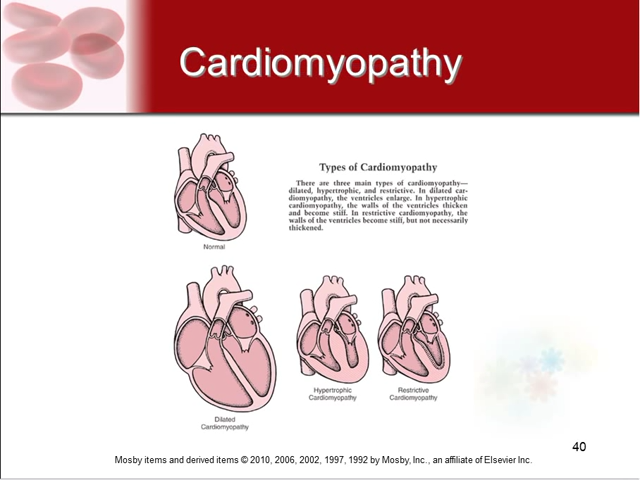 Cardiomyopathy
Types of Cardiomyopathy
There are three main types of cardiomyopathy—
dilated, hypertrophic, and restrictive. In dilated car-
diomyopathy, the ventricles enlarge. In hypertrophic
cardiomyopathy, the walls of the ventricles thicken
and become stiff. In restrictive cardiomyopathy, the
walls of the ventricles become stiff, but not necessarily
thickened.
Normal
Hypertrophic
Cardiomyopathy
Restrictive
Cardiomyopathy
Dilated
Cardiomyopathy
40
Mosby items and derived items © 2010, 2006, 2002, 1997, 1992 by Mosby, Inc., an affiliate of Elsevier Inc.